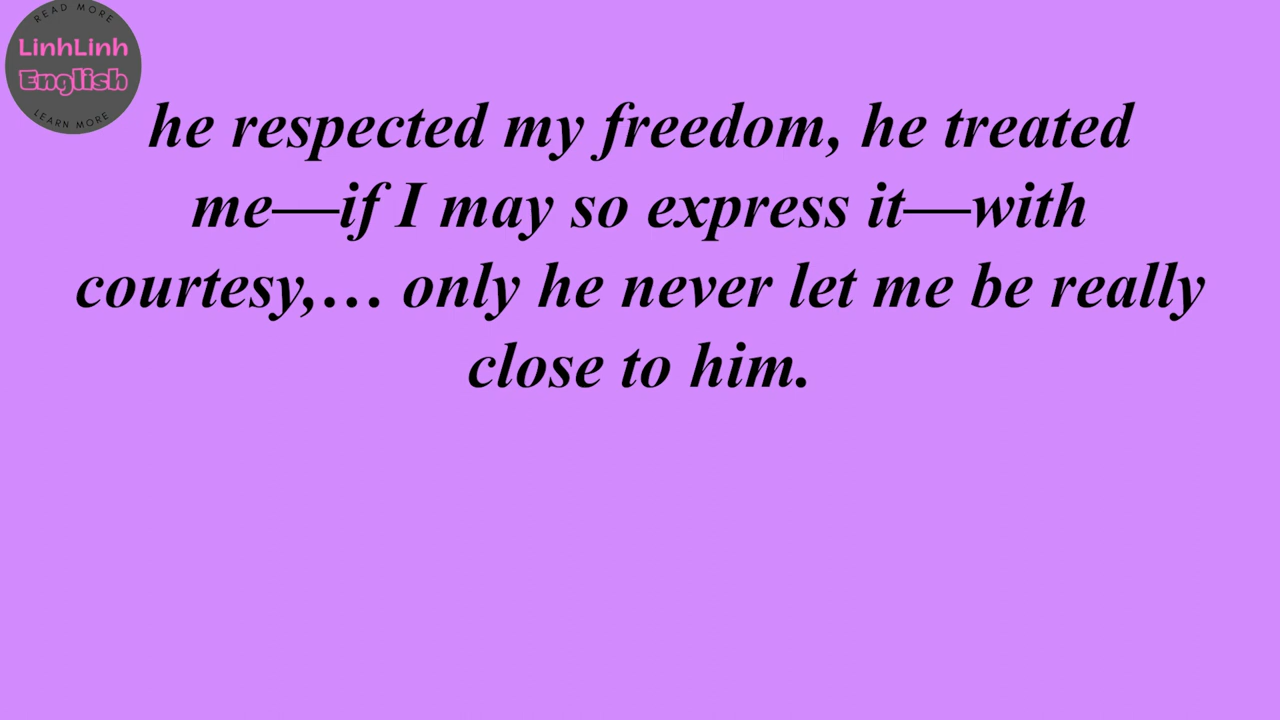 READ MORE
LinhLinh
English
LEARN MORE
he respected my freedom, he treated
me—if I may so express it—with
courtesy,… only he never let me be really
close to him.